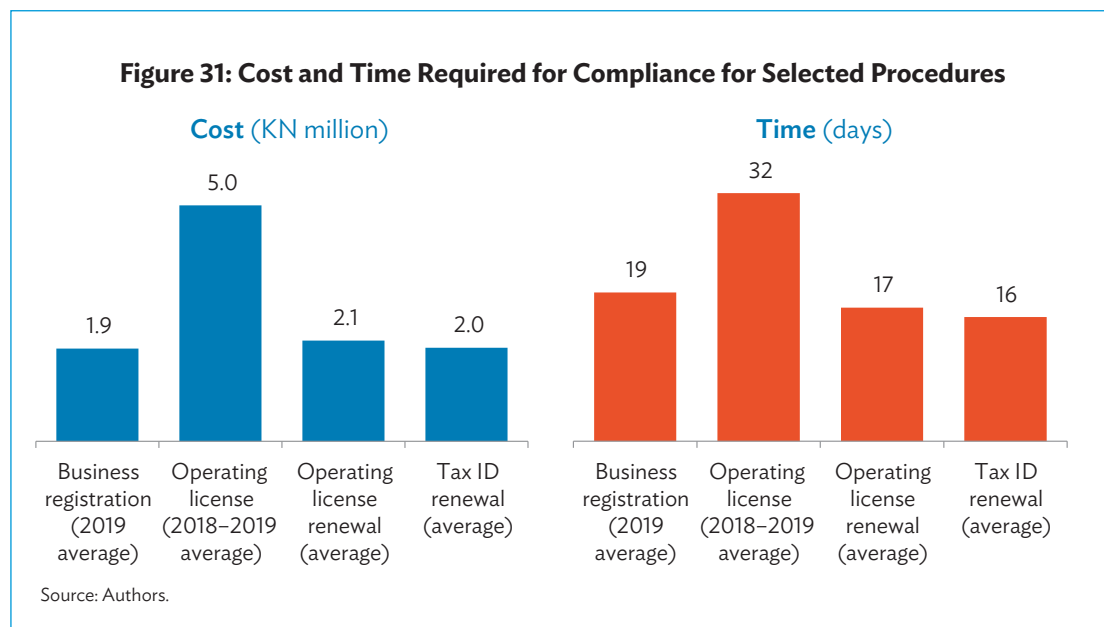 Figure 31: Cost and Time Required for Compliance for Selected Procedures
Cost (KN million)
5.0
1.9
2.1
2.0
Business
registration
(2019
average)
Operating
license
(2018–2019
average)
Operating
license
renewal
(average)
Tax ID
renewal
(average)
Time (days)
32
19
17
16
Business
registration
(2019
average)
Operating
license
(2018–2019
average)
Operating
license
renewal
(average)
Tax ID
renewal
(average)
Source: Authors.